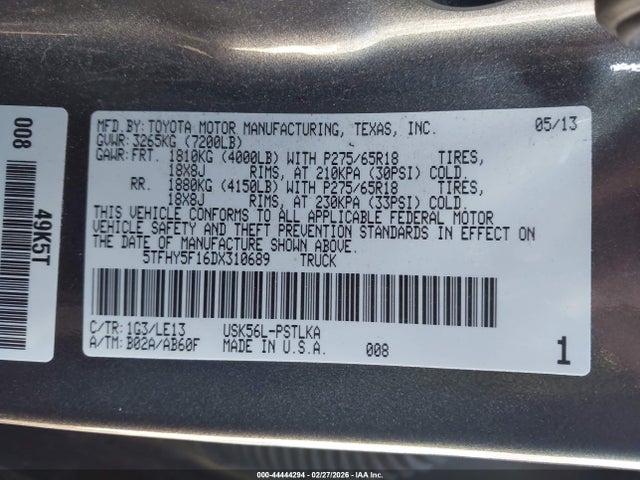 MFD.BY:TOYOTA MOTOR MANUFACTURING, TEXAS, INC. 05/13
GVWR: 3265KG (7200LB)
GAWR: FRT. 1810KG (4000LB) WITH P275/65R18 TIRES,
18X8J RIMS, AT 210KPA (30PSI) COLD.
RR. 1880KG (4150LB) WITH P275/65R18 TIRES,
18X8J RIMS, AT 230KPA (33PSI) COLD.
THIS VEHICLE CONFORMS TO ALL APPLICABLE FEDERAL MOTOR
VEHICLE SAFETY AND THEFT PREVENTION STANDARDS IN EFFECT ON
THE DATE OF MANUFACTURE SHOWN ABOVE.
5TFHY5F16DX310689 TRUCK
C/TR: 1G3/LE13 USK56L-PSTLKA
A/TM: B02A/AB60F MADE IN U.S.A. 008 1
008
49K5T
000-44444294 - 02/27/2026 - IAA Inc.